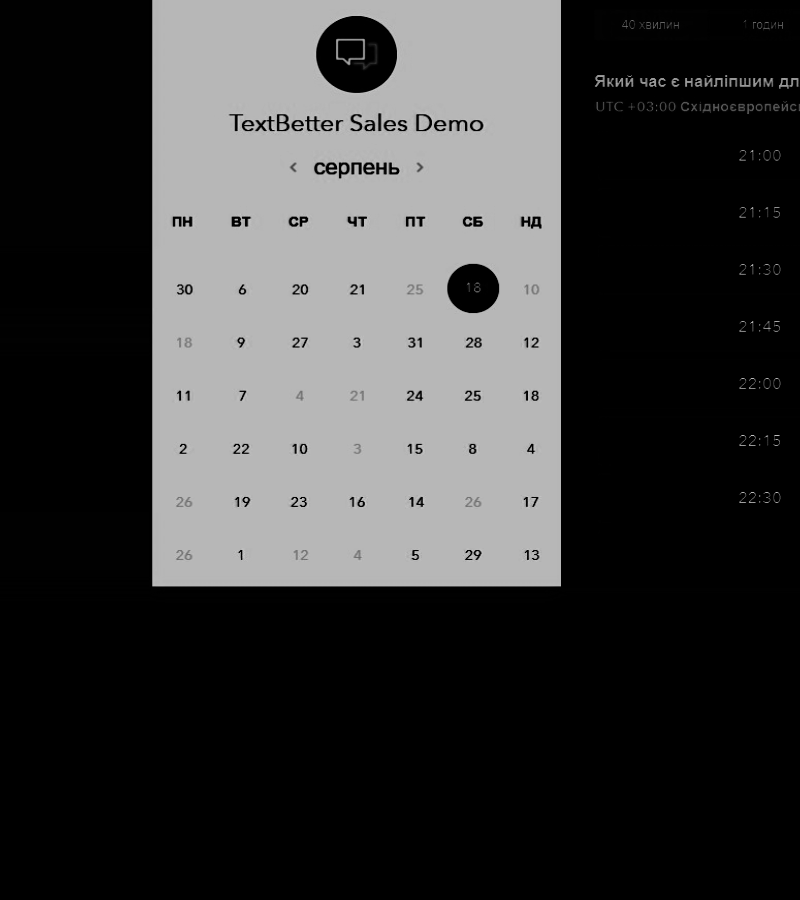 TextBetter Sales Demo
серпень
ПН ВТ СР ЧТ ПТ СБ НД
30 6 20 21 25 18 10
18 9 27 3 31 28 12
11 7 4 21 24 25 18
2 22 10 3 15 8 4
26 19 23 16 14 26 17
26 1 12 4 5 29 13
40 хвилин 1 годин
Який час є найліпшим дл
UTC +03:00 Східноєвропейс
21:00
21:15
21:30
21:45
22:00
22:15
22:30